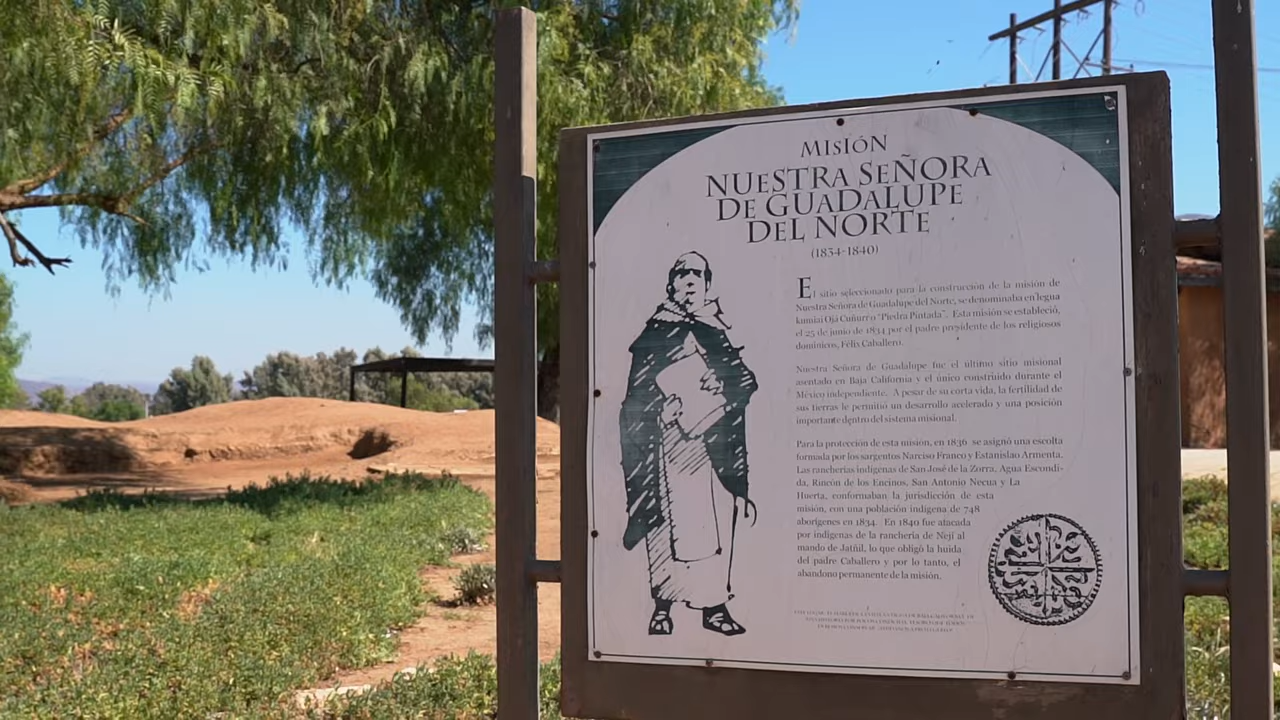 MISIÓN
NUESTRA SEÑORA
DE GUADALUPE
DEL NORTE
(1834-1840)
El sitio seleccionado para la construcción de la misión de
Nuestra Señora de Guadalupe del Norte, se denominaba en legua
kumiai Ojá Cuñurr o "Piedra Pintada". Esta misión se estableció,
el 25 de junio de 1834 por el padre presidente de los religiosos
dominicos, Félix Caballero.
Nuestra Señora de Guadalupe fue el último sitio misional
asentado en Baja California y el único construido durante el
México independiente. A pesar de su corta vida, la fertilidad de
sus tierras le permitió un desarrollo acelerado y una posición
importante dentro del sistema misional.
Para la protección de esta misión, en 1836 se asignó una escolta
formada por los sargentos Narciso Franco y Estanislao Armenta.
Las rancherías indígenas de San José de la Zorra, Agua Escondi-
da, Rincón de los Encinos, San Antonio Necua y La
Huerta, conformaban la jurisdicción de esta
misión, con una población indígena de 748
aborígenes en 1834. En 1840 fue atacada
por indígenas de la ranchería de Nejí al
mando de Jatñil, lo que obligó la huida
del padre Caballero y por lo tanto, el
abandono permanente de la misión.